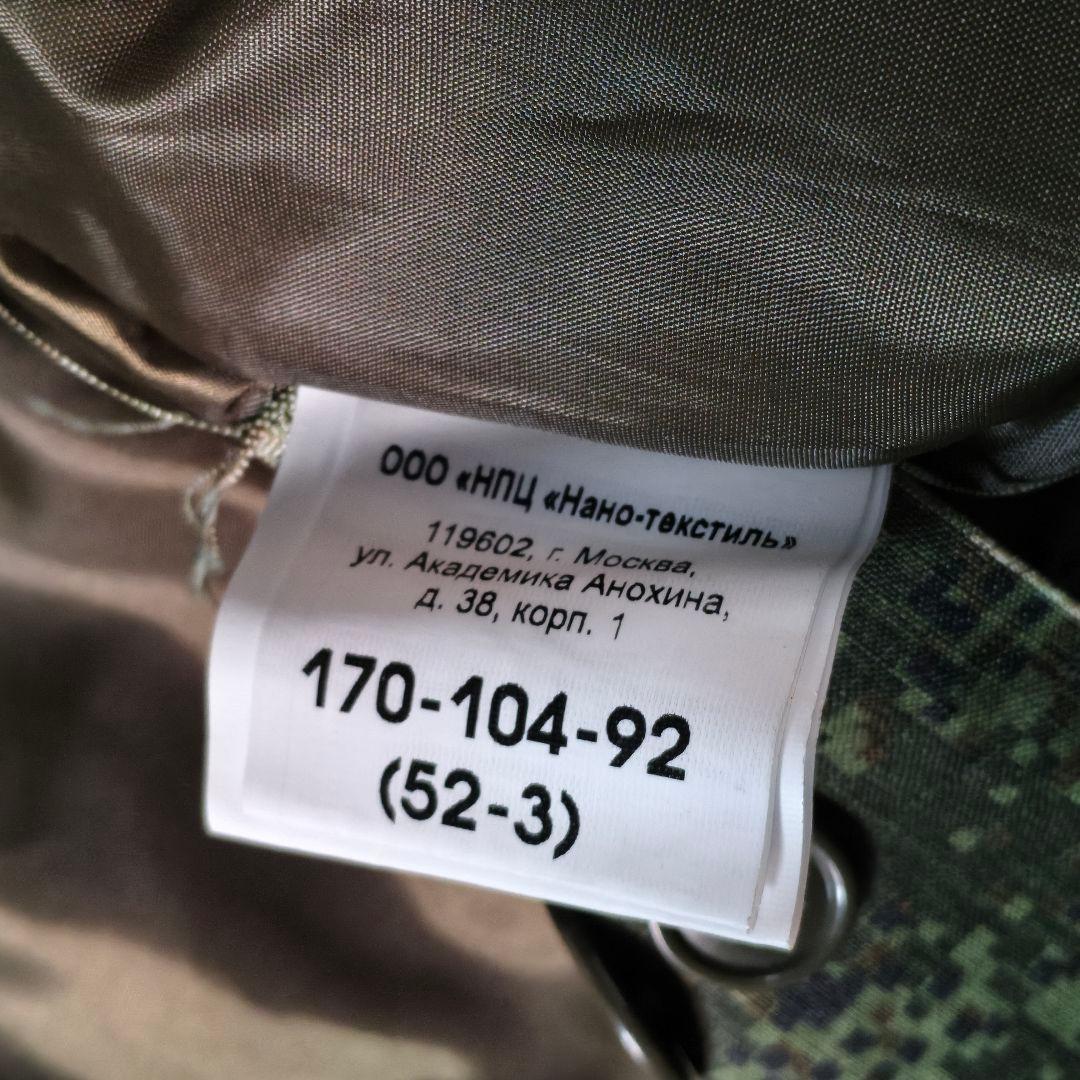 ООО «НПЦ «Нано-текстиль»
119602, г. Москва,
ул. Академика Анохина,
д. 38, корп. 1
170-104-92
(52-3)